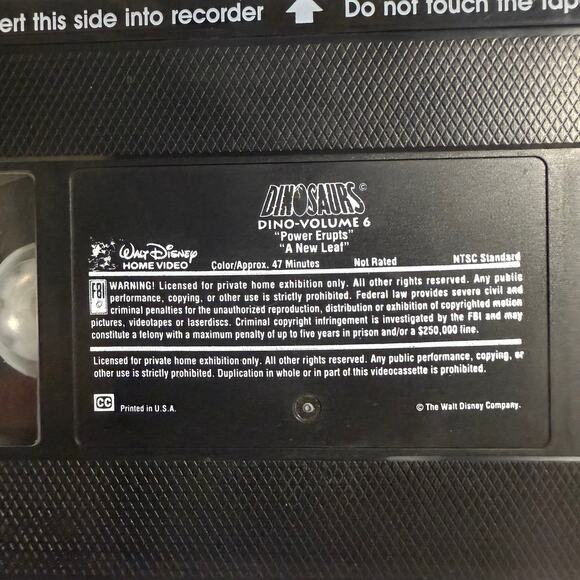 ert this side into recorder Do not touch the tap
DINOSAURS©
DINO-VOLUME 6
"Power Erupts"
"A New Leaf"
WALT DISNEY
HOME VIDEO
Color/Approx. 47 Minutes Not Rated NTSC Standard
FBI WARNING! Licensed for private home exhibition only. All other rights reserved. Any public
performance, copying, or other use is strictly prohibited. Federal law provides severe civil and
criminal penalties for the unauthorized reproduction, distribution or exhibition of copyrighted motion
pictures, videotapes or laserdiscs. Criminal copyright infringement is investigated by the FBI and may
constitute a felony with a maximum penalty of up to five years in prison and/or a $250,000 fine.
Licensed for private home exhibition only. All other rights reserved. Any public performance, copying, or
other use is strictly prohibited. Duplication in whole or in part of this videocassette is prohibited.
CC Printed in U.S.A. © The Walt Disney Company.